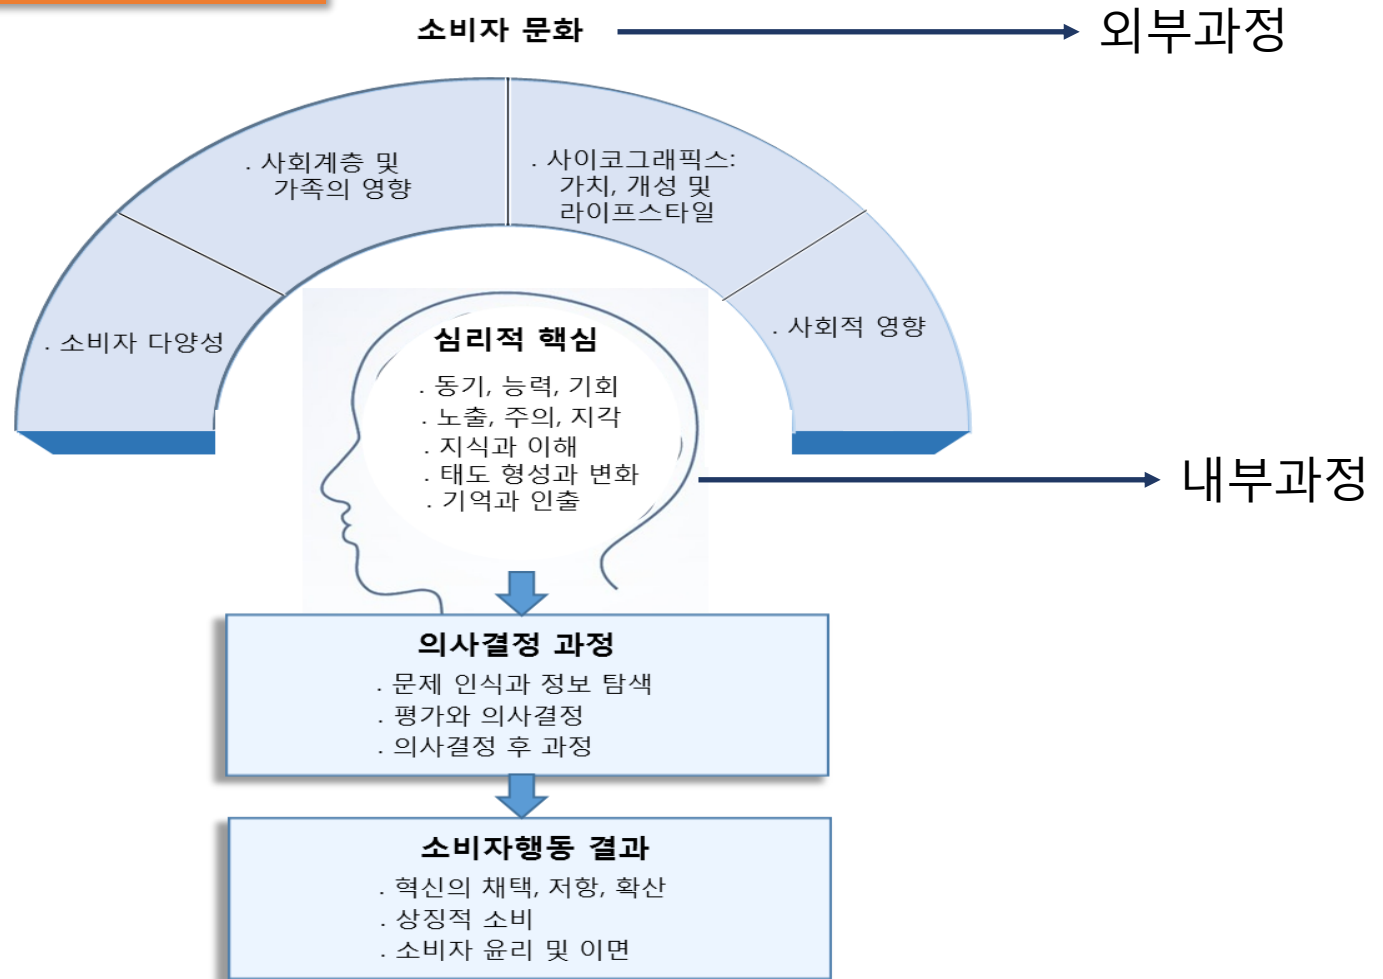 소비자 문화
외부과정
. 사회계층 및
가족의 영향
. 사이코그래픽스:
가치, 개성 및
라이프스타일
. 소비자 다양성
. 사회적 영향
심리적 핵심
. 동기, 능력, 기회
. 노출, 주의, 지각
. 지식과 이해
. 태도 형성과 변화
. 기억과 인출
내부과정
의사결정 과정
. 문제 인식과 정보 탐색
. 평가와 의사결정
. 의사결정 후 과정
소비자행동 결과
. 혁신의 채택, 저항, 확산
. 상징적 소비
. 소비자 윤리 및 이면